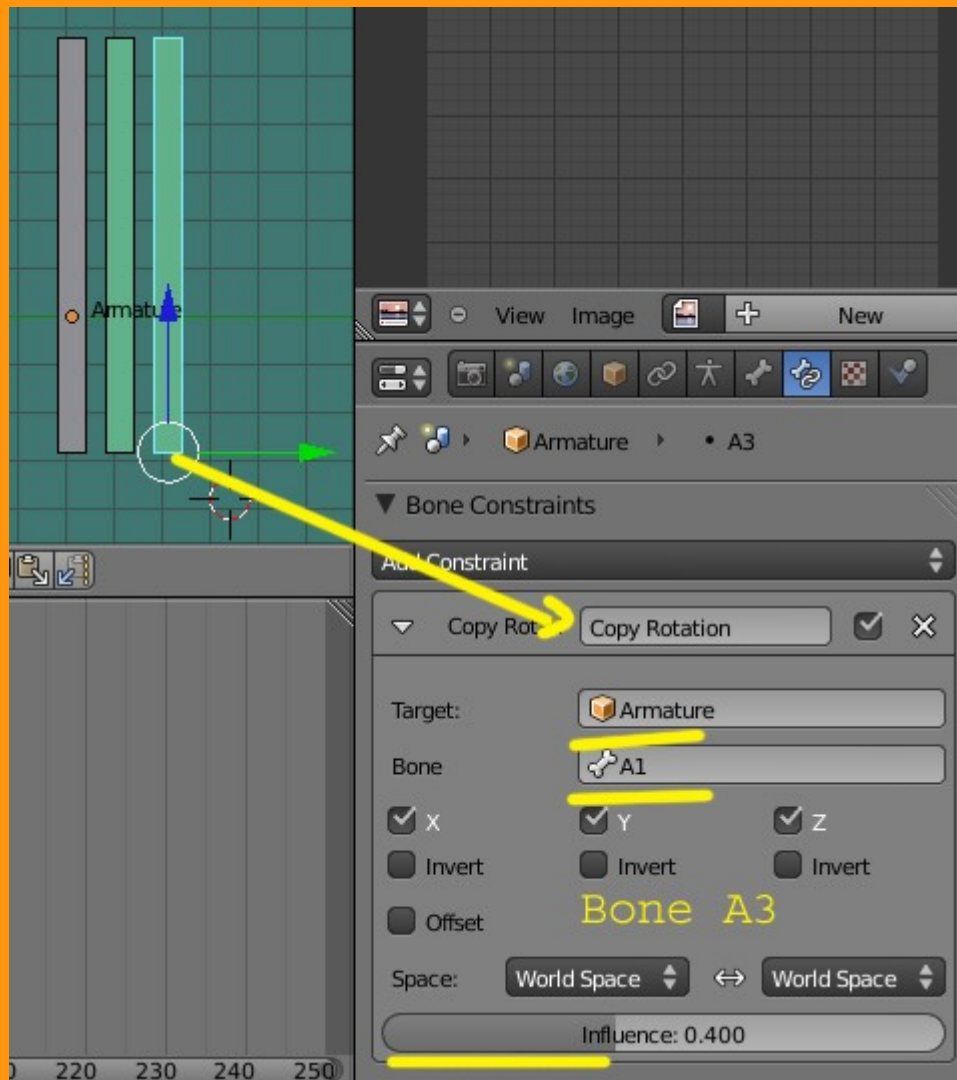 Armature
View Image New
Armature A3
Bone Constraints
Add Constraint
Copy Rot Copy Rotation
Target: Armature
Bone A1
X Y Z
Invert Invert Invert
Offset
Bone A3
Space: World Space World Space
Influence: 0.400
220 230 240 250